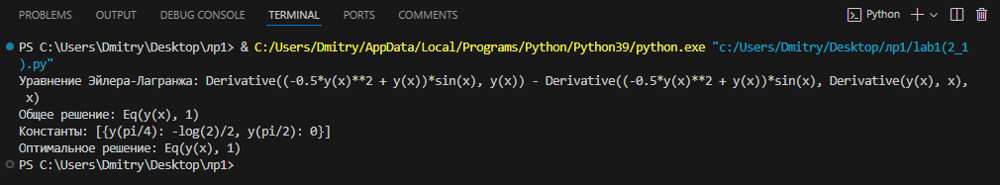 PROBLEMS OUTPUT DEBUG CONSOLE TERMINAL PORTS COMMENTS Python
PS C:\Users\Dmitry\Desktop\лр1> & C:/Users/Dmitry/AppData/Local/Programs/Python/Python39/python.exe "c:/Users/Dmitry/Desktop/лр1/lab1(2_1
).py"
Уравнение Эйлера-Лагранжа: Derivative((-0.5*y(x)**2 + y(x))*sin(x), y(x)) - Derivative((-0.5*y(x)**2 + y(x))*sin(x), Derivative(y(x), x),
x)
Общее решение: Eq(y(x), 1)
Константы: [{y(pi/4): -log(2)/2, y(pi/2): 0}]
Оптимальное решение: Eq(y(x), 1)
PS C:\Users\Dmitry\Desktop\лр1>